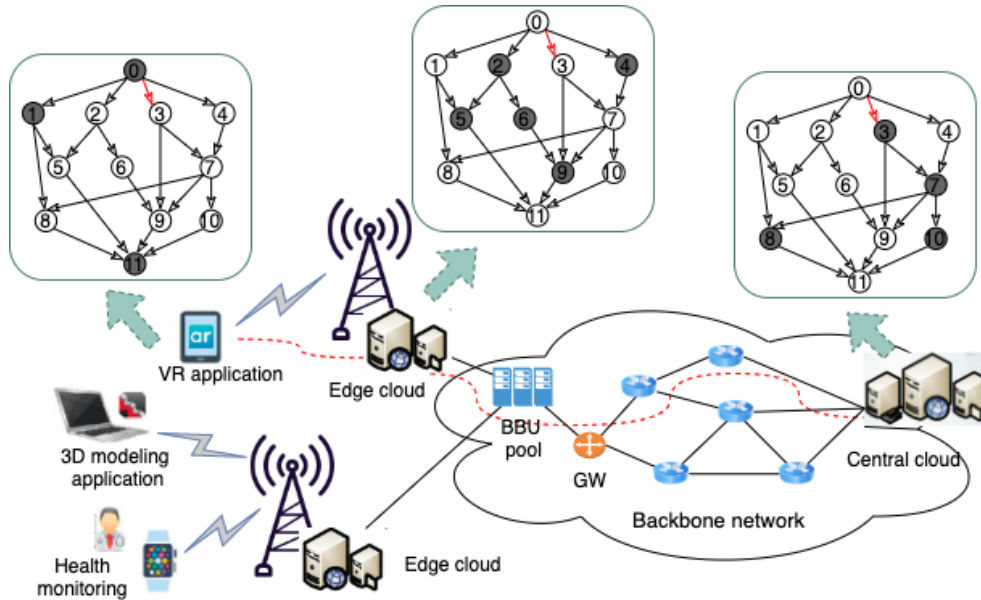 0
1
2
3
4
5
6
7
8
9
10
11
0
1
2
3
4
5
6
7
8
9
10
11
0
1
2
3
4
5
6
7
8
9
10
11
ar
VR application
Edge cloud
BBU
pool
GW
Central cloud
Backbone network
3D modeling
application
Edge cloud
Health
monitoring